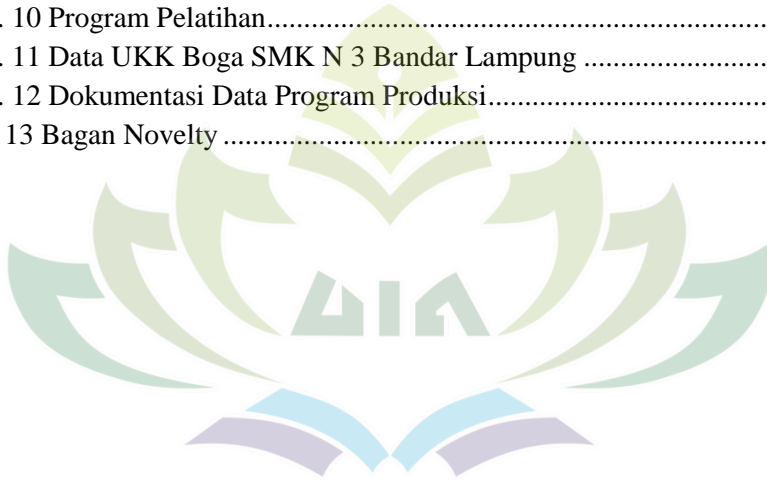 . 10 Program Pelatihan..............................................................................
. 11 Data UKK Boga SMK N 3 Bandar Lampung ..........................
. 12 Dokumentasi Data Program Produksi.......................................
13 Bagan Novelty ..........................................................................
UIN